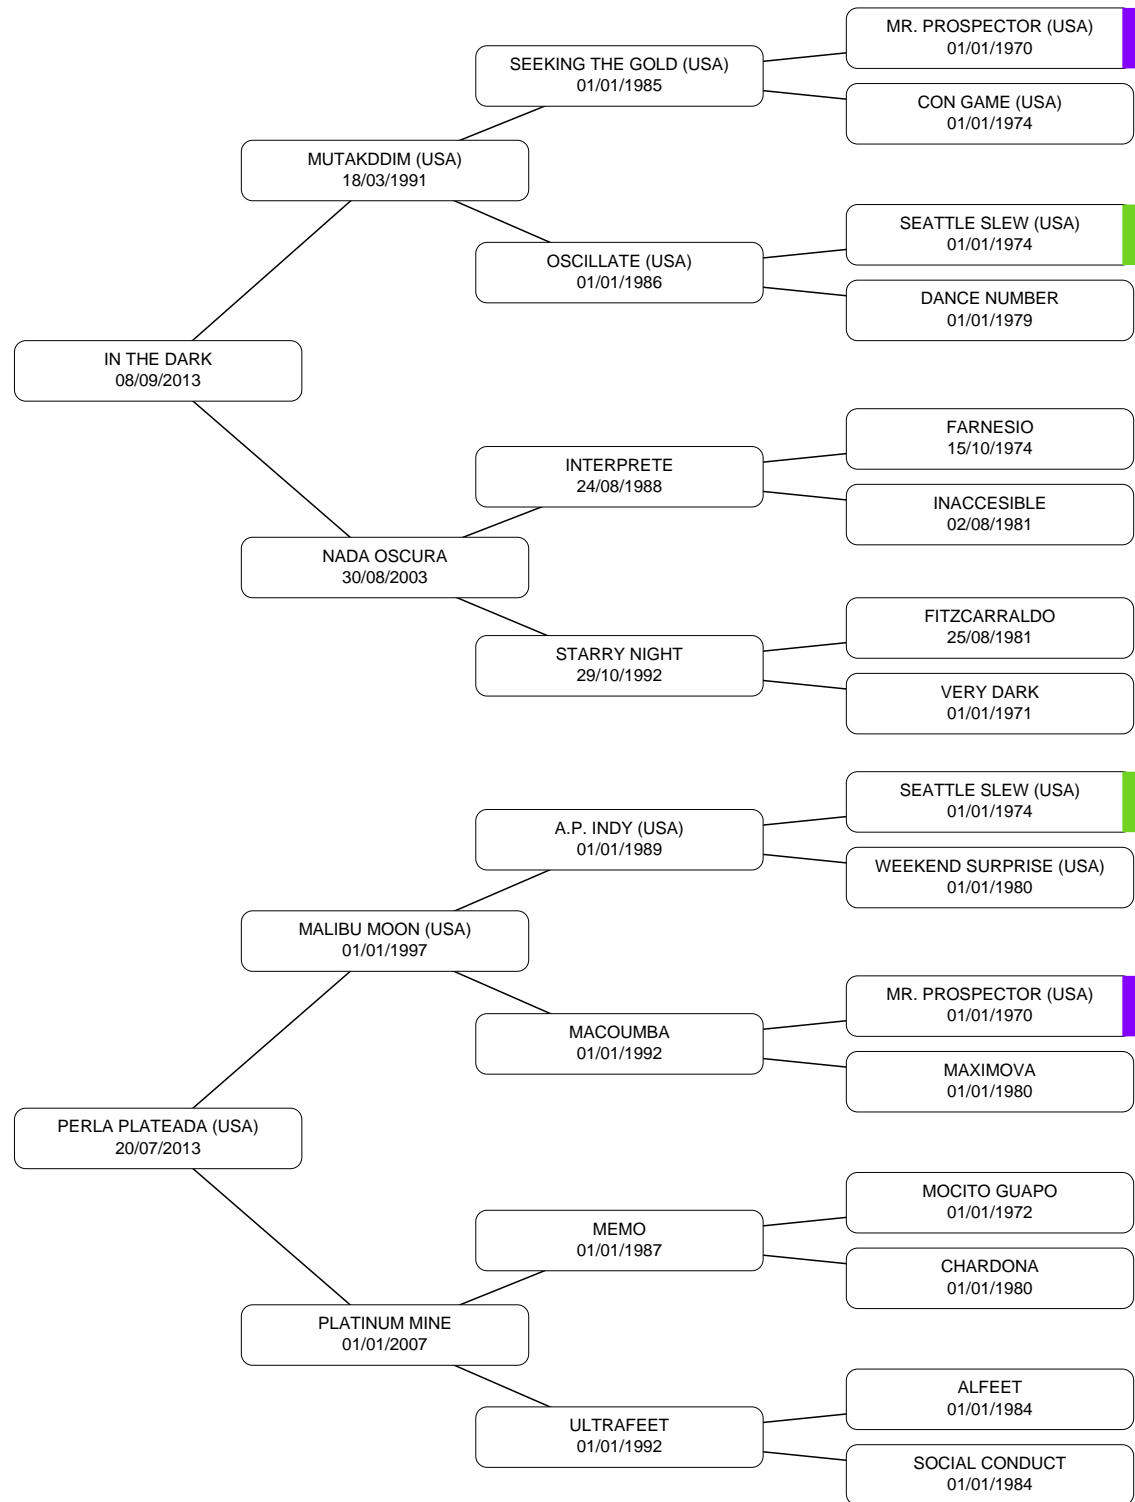 MR. PROSPECTOR (USA)
01/01/1970
SEEKING THE GOLD (USA)
01/01/1985
CON GAME (USA)
01/01/1974
MUTAKDDIM (USA)
18/03/1991
SEATTLE SLEW (USA)
01/01/1974
OSCILLATE (USA)
01/01/1986
DANCE NUMBER
01/01/1979
IN THE DARK
08/09/2013
FARNESIO
15/10/1974
INTERPRETE
24/08/1988
INACCESIBLE
02/08/1981
NADA OSCURA
30/08/2003
FITZCARRALDO
25/08/1981
STARRY NIGHT
29/10/1992
VERY DARK
01/01/1971
SEATTLE SLEW (USA)
01/01/1974
A.P. INDY (USA)
01/01/1989
WEEKEND SURPRISE (USA)
01/01/1980
MALIBU MOON (USA)
01/01/1997
MR. PROSPECTOR (USA)
01/01/1970
MACOUMBA
01/01/1992
MAXIMOVA
01/01/1980
PERLA PLATEADA (USA)
20/07/2013
MOCITO GUAPO
01/01/1972
MEMO
01/01/1987
CHARDONA
01/01/1980
PLATINUM MINE
01/01/2007
ALFEET
01/01/1984
ULTRAFEET
01/01/1992
SOCIAL CONDUCT
01/01/1984